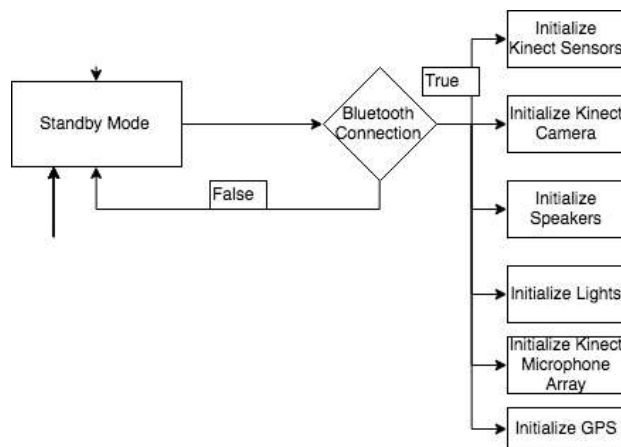 Initialize
Kinect Sensors
True
Standby Mode
Bluetooth
Connection
Initialize Kinect
Camera
False
Initialize
Speakers
Initialize Lights
Initialize Kinect
Microphone
Array
Initialize GPS